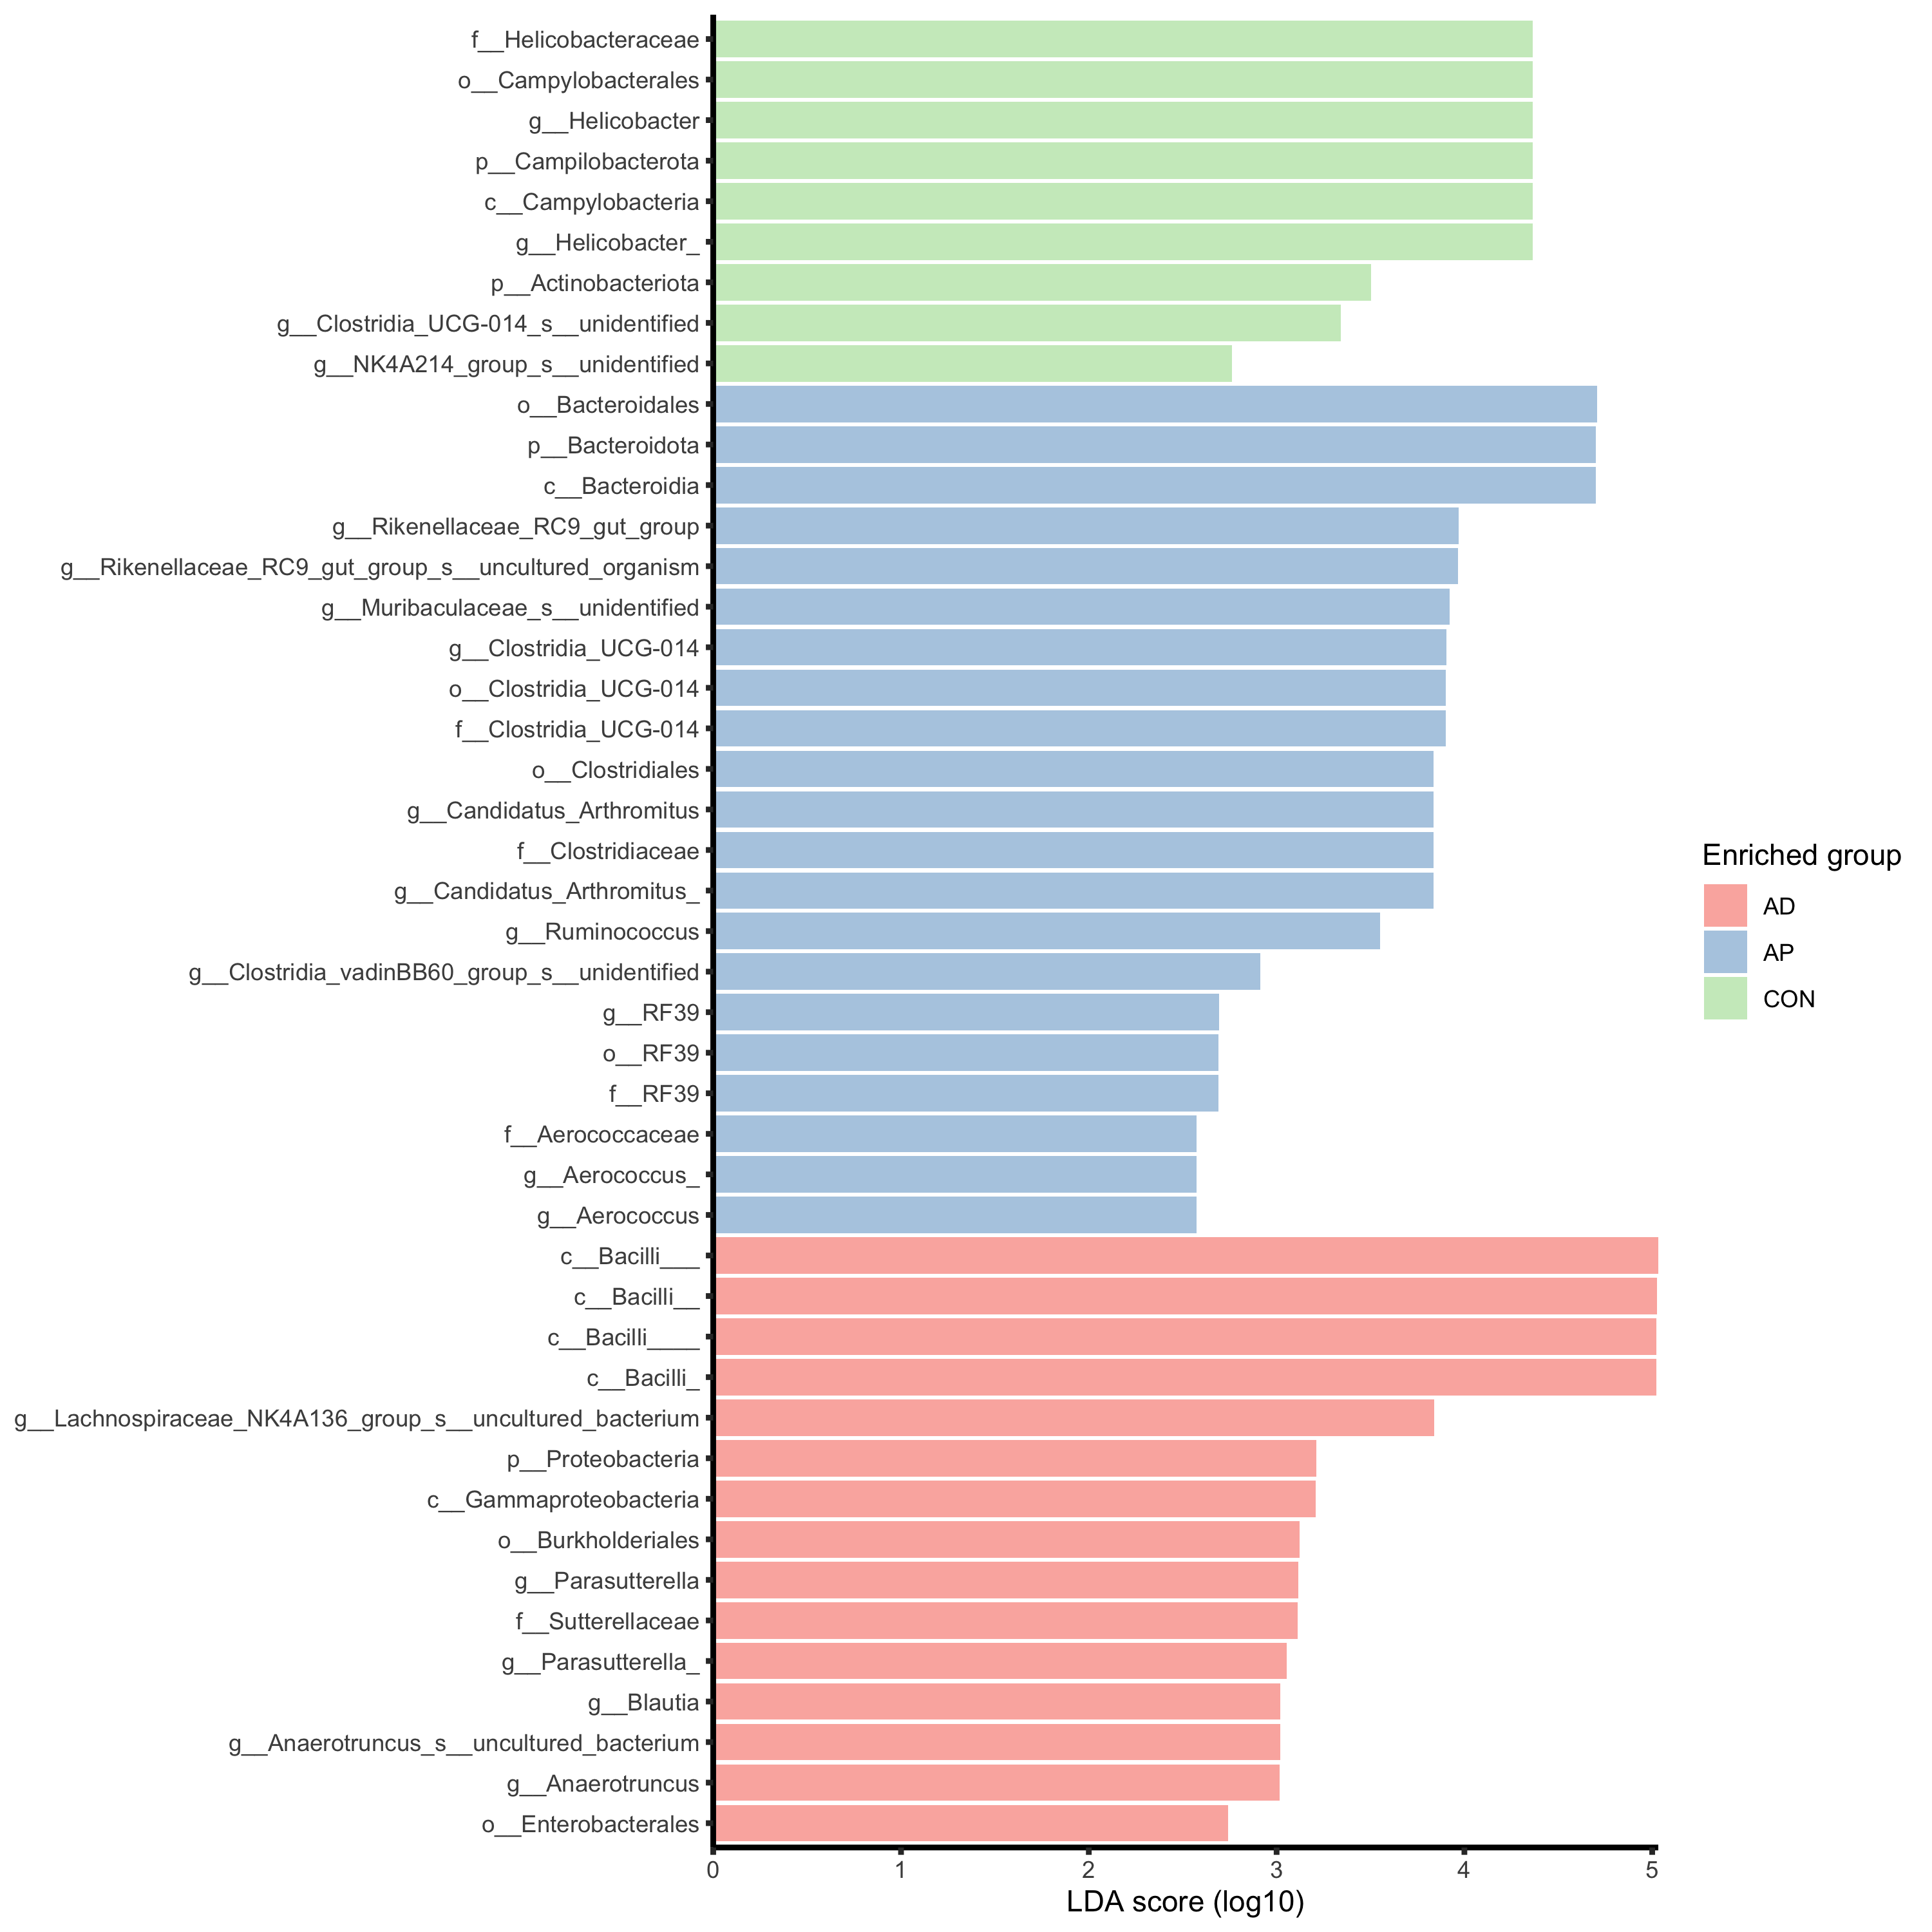 f__Helicobacteraceae
o__Campylobacterales
g__Helicobacter
p__Campilobacterota
c__Campylobacteria
g__Helicobacter_
p__Actinobacteriota
g__Clostridia_UCG-014_s__unidentified
g__NK4A214_group_s__unidentified
o__Bacteroidales
p__Bacteroidota
c__Bacteroidia
g__Rikenellaceae_RC9_gut_group
g__Rikenellaceae_RC9_gut_group_s__uncultured_organism
g__Muribaculaceae_s__unidentified
g__Clostridia_UCG-014
o__Clostridia_UCG-014
f__Clostridia_UCG-014
o__Clostridiales
g__Candidatus_Arthromitus
f__Clostridiaceae
g__Candidatus_Arthromitus_
g__Ruminococcus
g__Clostridia_vadinBB60_group_s__unidentified
g__RF39
o__RF39
f__RF39
f__Aerococcaceae
g__Aerococcus_
g__Aerococcus
c__Bacilli___
c__Bacilli__
c__Bacilli____
c__Bacilli_
g__Lachnospiraceae_NK4A136_group_s__uncultured_bacterium
p__Proteobacteria
c__Gammaproteobacteria
o__Burkholderiales
g__Parasutterella
f__Sutterellaceae
g__Parasutterella_
g__Blautia
g__Anaerotruncus_s__uncultured_bacterium
g__Anaerotruncus
o__Enterobacterales
0 1 2 3 4 5
LDA score (log10)
Enriched group
AD
AP
CON